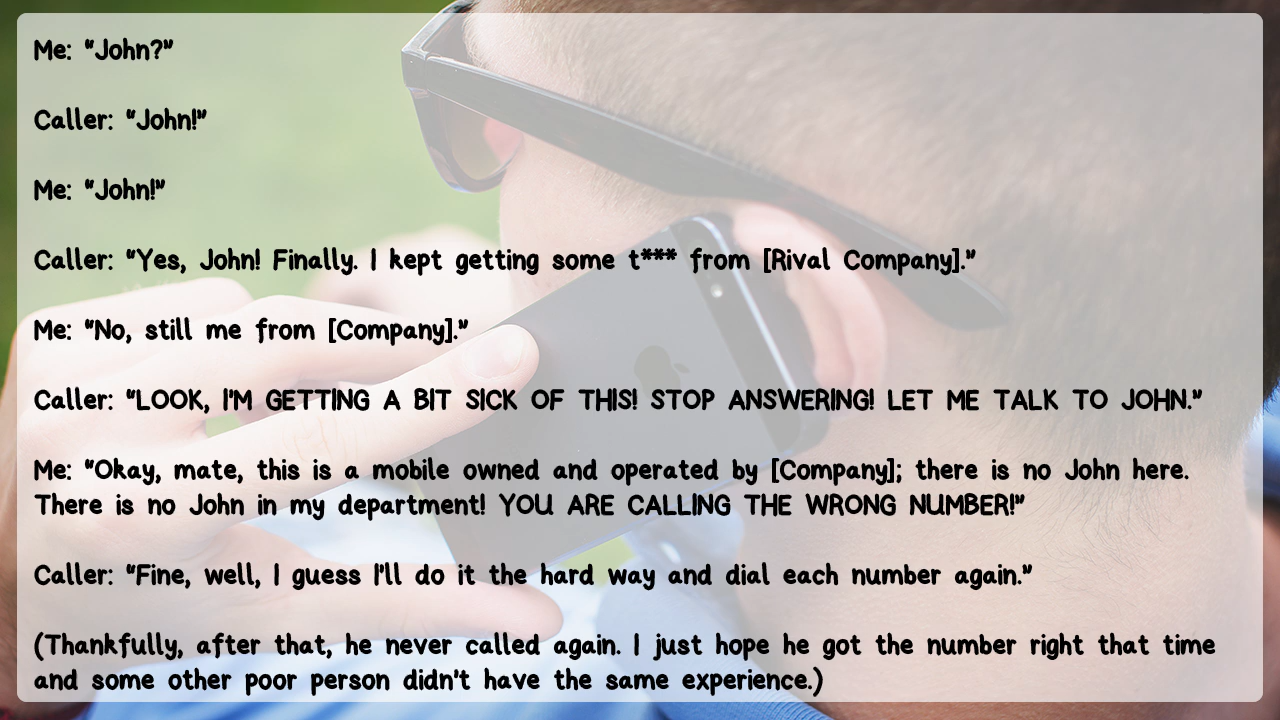 Me: "John?"
Caller: "John!"
Me: "John!"
Caller: "Yes, John! Finally. I kept getting some t*** from [Rival Company]."
Me: "No, still me from [Company]."
Caller: "LOOK, I'M GETTING A BIT SICK OF THIS! STOP ANSWERING! LET ME TALK TO JOHN."
Me: "Okay, mate, this is a mobile owned and operated by [Company]; there is no John here.
There is no John in my department! YOU ARE CALLING THE WRONG NUMBER!"
Caller: "Fine, well, I guess I'll do it the hard way and dial each number again."
(Thankfully, after that, he never called again. I just hope he got the number right that time
and some other poor person didn't have the same experience.)